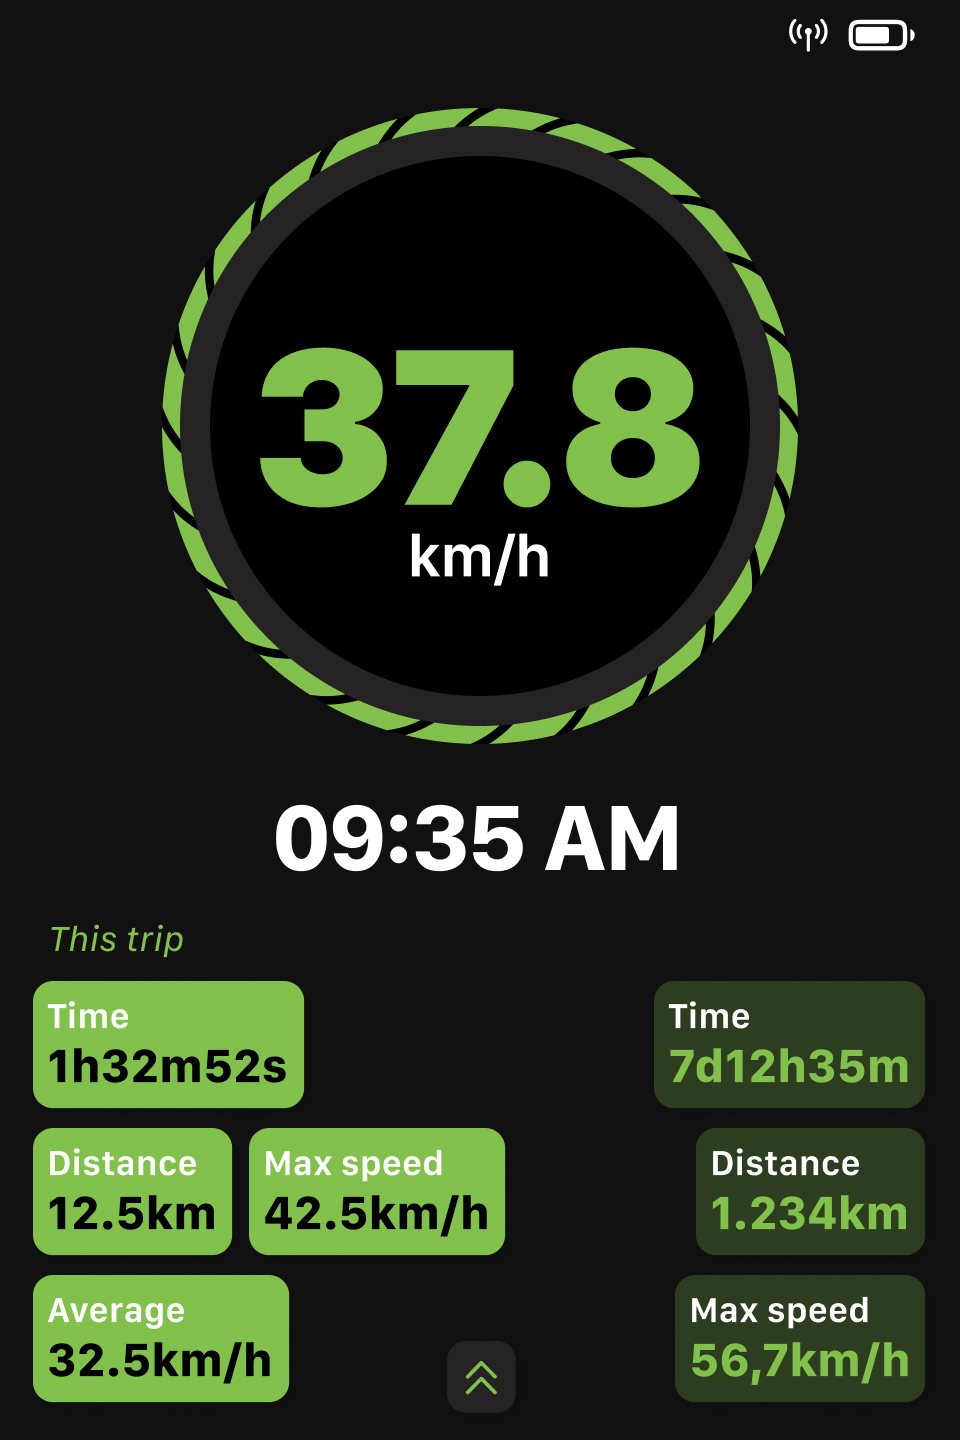 37.8
km/h
09:35 AM
This trip
Time
1h32m52s
Time
7d12h35m
Distance
12.5km
Max speed
42.5km/h
Distance
1.234km
Average
32.5km/h
Max speed
56,7km/h